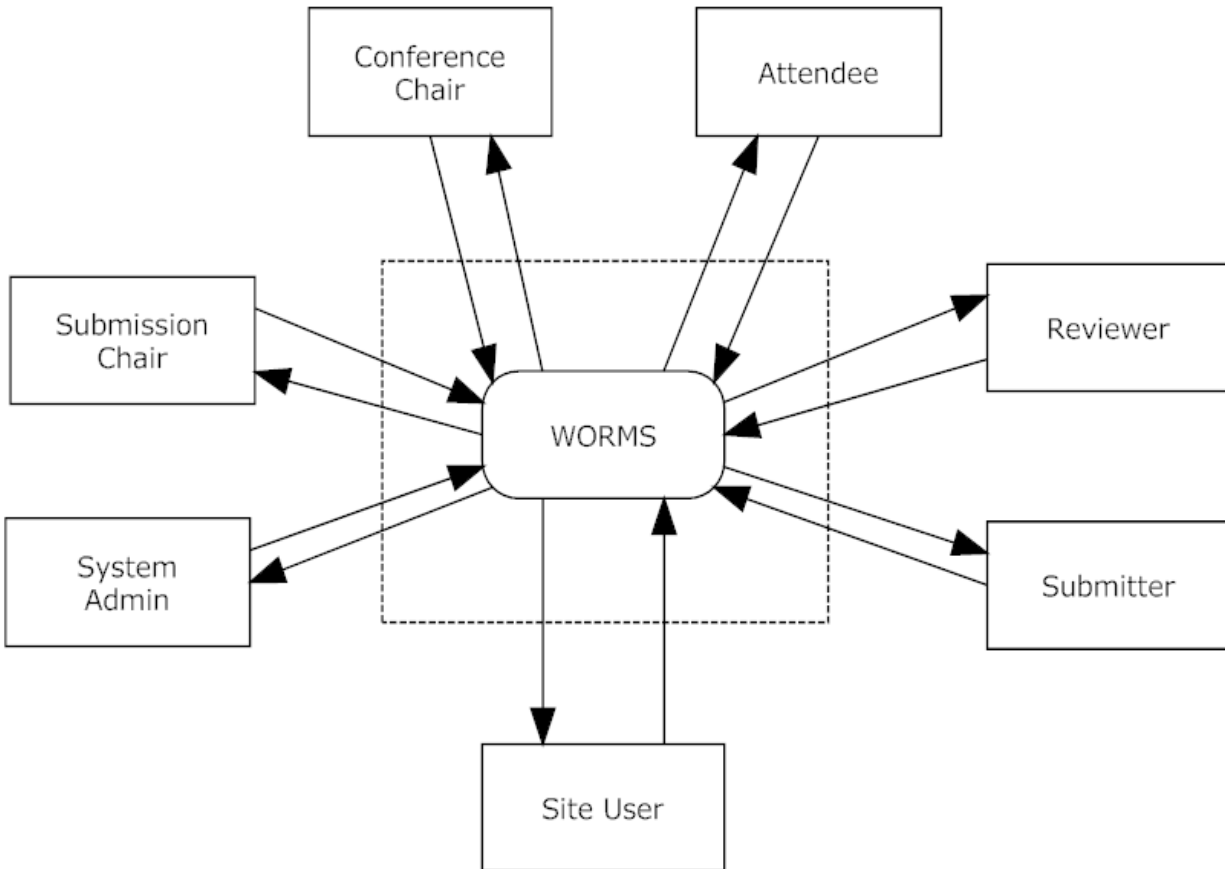 Conference
Chair
Attendee
Submission
Chair
Reviewer
WORMS
System
Admin
Submitter
Site User